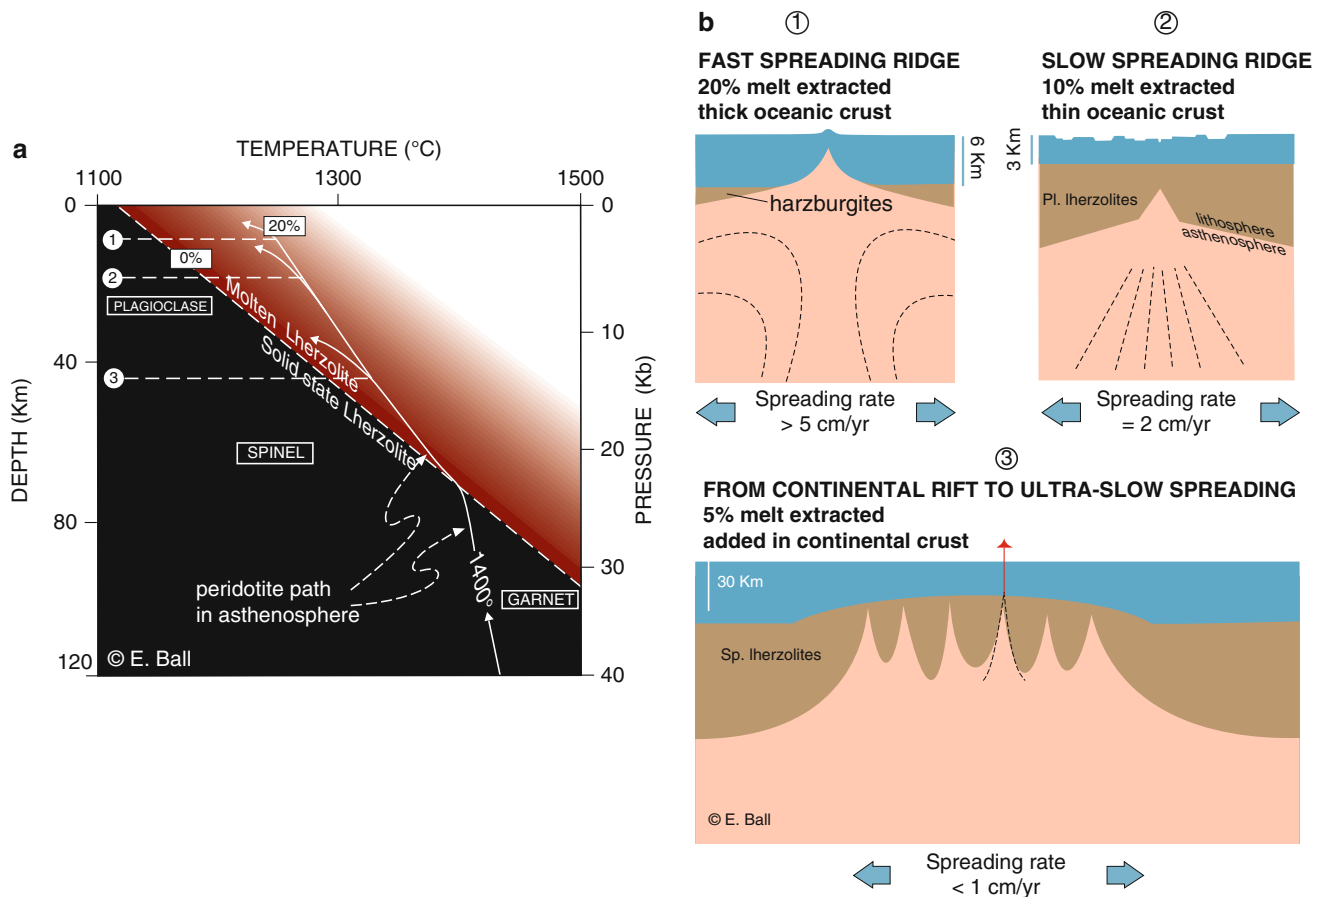 a
TEMPERATURE (°C)
1100
1300
1500
0
0
1
20%
0%
2
PLAGIOCLASE
Molten Lherzolite
Solid state Lherzolite
10
40
3
DEPTH (Km)
PRESSURE (Kb)
SPINEL
20
80
peridotite path
in asthenosphere
1400°
30
GARNET
120
© E. Ball
40
b
1
FAST SPREADING RIDGE
20% melt extracted
thick oceanic crust
6 Km
harzburgites
Spreading rate
> 5 cm/yr
2
SLOW SPREADING RIDGE
10% melt extracted
thin oceanic crust
3 Km
Pl. lherzolites
lithosphere
asthenosphere
Spreading rate
= 2 cm/yr
3
FROM CONTINENTAL RIFT TO ULTRA-SLOW SPREADING
5% melt extracted
added in continental crust
30 Km
Sp. lherzolites
© E. Ball
Spreading rate
< 1 cm/yr